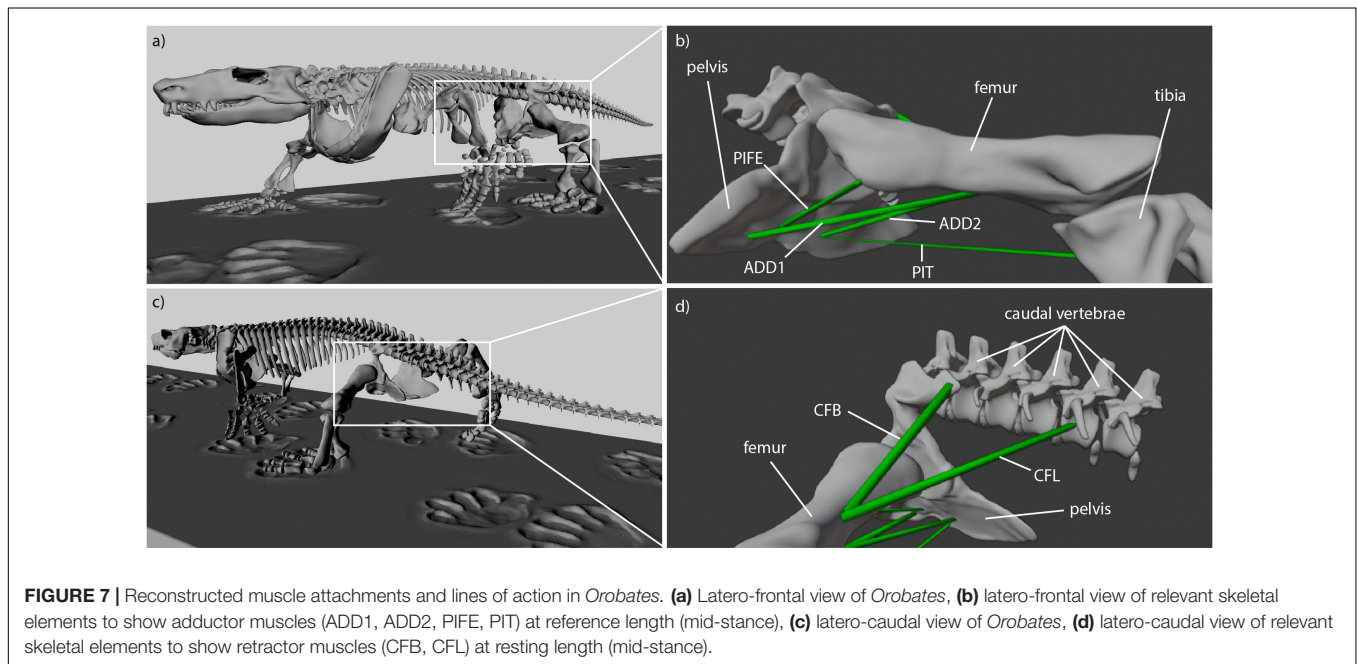 a)
b)
pelvis
femur
tibia
PIFE
ADD2
ADD1
PIT
c)
d)
caudal vertebrae
CFB
femur
CFL
pelvis
FIGURE 7 | Reconstructed muscle attachments and lines of action in Orobates. (a) Latero-frontal view of Orobates, (b) latero-frontal view of relevant skeletal
elements to show adductor muscles (ADD1, ADD2, PIFE, PIT) at reference length (mid-stance), (c) latero-caudal view of Orobates, (d) latero-caudal view of relevant
skeletal elements to show retractor muscles (CFB, CFL) at resting length (mid-stance).